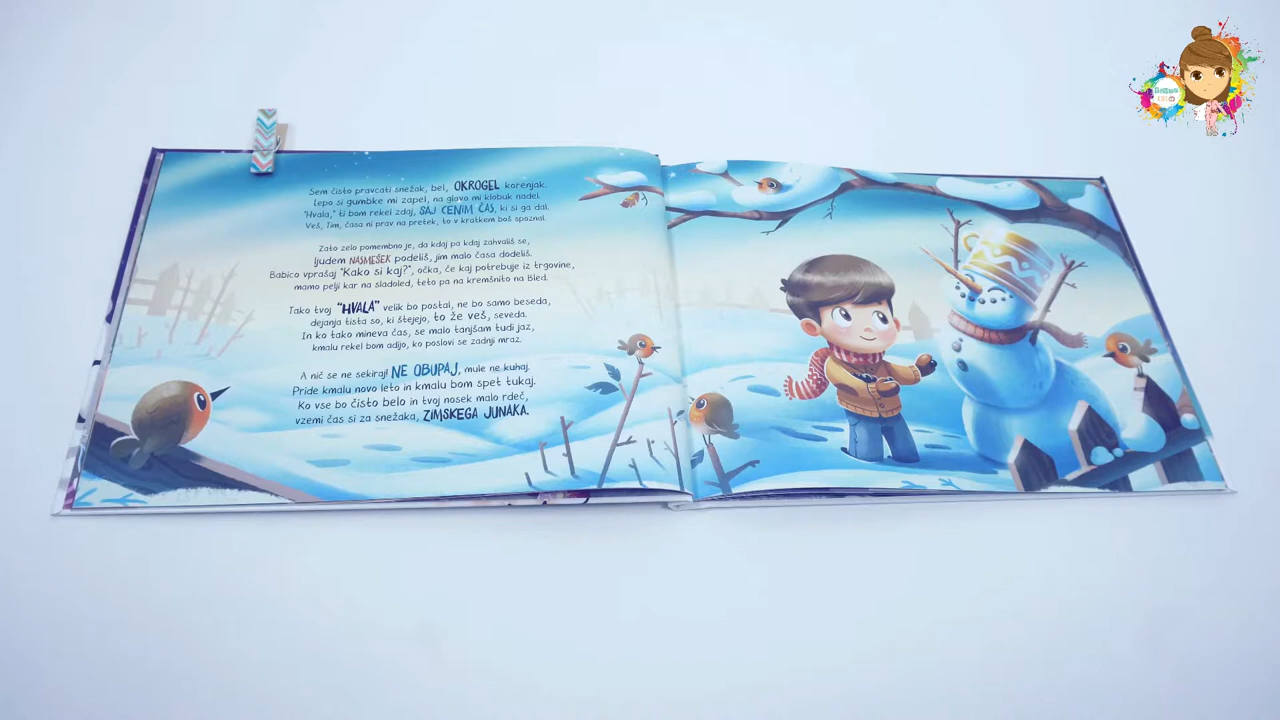 Sem čisto pravcati snežak, bel, OKROGEL korenjak.
Lepo si gumbke mi zapel, na glavo mi klobuk nadel.
"Hvala," ti bom rekel zdaj, SAJ CENIM ČAS, ki si ga dal.
Veš, Tim, časa ni prav na pretek, to v kratkem boš spoznal.
Zato zelo pomembno je, da kdaj pa kdaj zahvališ se,
ljudem NASMEŠEK podeliš, jim malo časa dodeliš.
Babico vprašaj "Kako si kaj?", očka, če kaj potrebuje iz trgovine,
mamo pelji kar na sladoled, teto pa na kremšnito na Bled.
Tako tvoj "HVALA" velik bo postal, ne bo samo beseda,
dejanja tista so, ki štejejo, to že veš, seveda.
In ko tako mineva čas, se malo tanjšam tudi jaz,
kmalu rekel bom adijo, ko poslovi se zadnji mraz.
A nič se ne sekiraj! NE OBUPAJ, mule ne kuhaj.
Pride kmalu novo leto in kmalu bom spet tukaj.
Ko vse bo čisto belo in tvoj nosek malo rdeč,
vzemi čas si za snežaka, ZIMSKEGA JUNAKA.